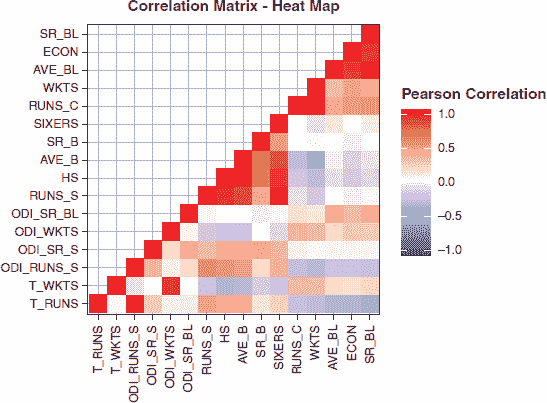 Correlation Matrix - Heat Map
SR_BL
ECON
AVE_BL
WKTS
RUNS_C
SIXERS
SR_B
AVE_B
HS
RUNS_S
ODI_SR_BL
ODI_WKTS
ODI_SR_S
ODI_RUNS_S
T_WKTS
T_RUNS
T_RUNS
T_WKTS
ODI_RUNS_S
ODI_SR_S
ODI_WKTS
ODI_SR_BL
RUNS_S
HS
AVE_B
SR_B
SIXERS
RUNS_C
WKTS
AVE_BL
ECON
SR_BL
Pearson Correlation
1.0
0.5
0.0
−0.5
−1.0